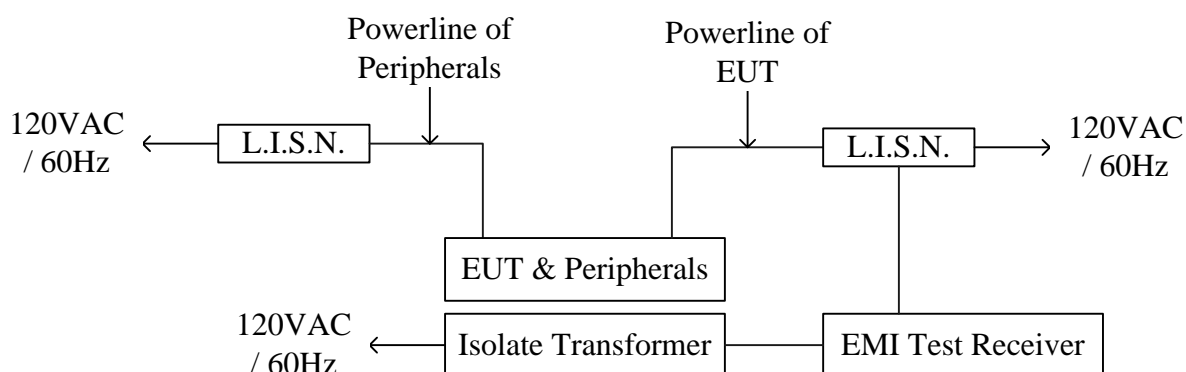 Powerline of
Peripherals
Powerline of
EUT
120VAC
/ 60Hz
L.I.S.N.
L.I.S.N.
120VAC
/ 60Hz
EUT & Peripherals
120VAC
/ 60Hz
Isolate Transformer
EMI Test Receiver